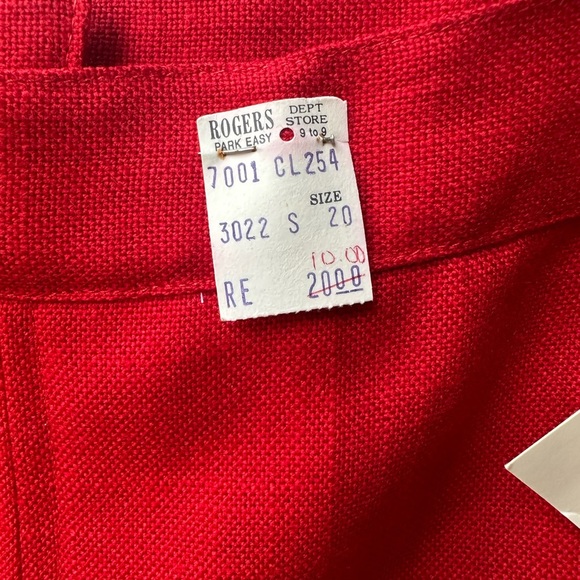 ROGERS DEPT STORE
PARK EASY 9 to 9
7001 CL254
SIZE
3022 S 20
10.00
RE 2000